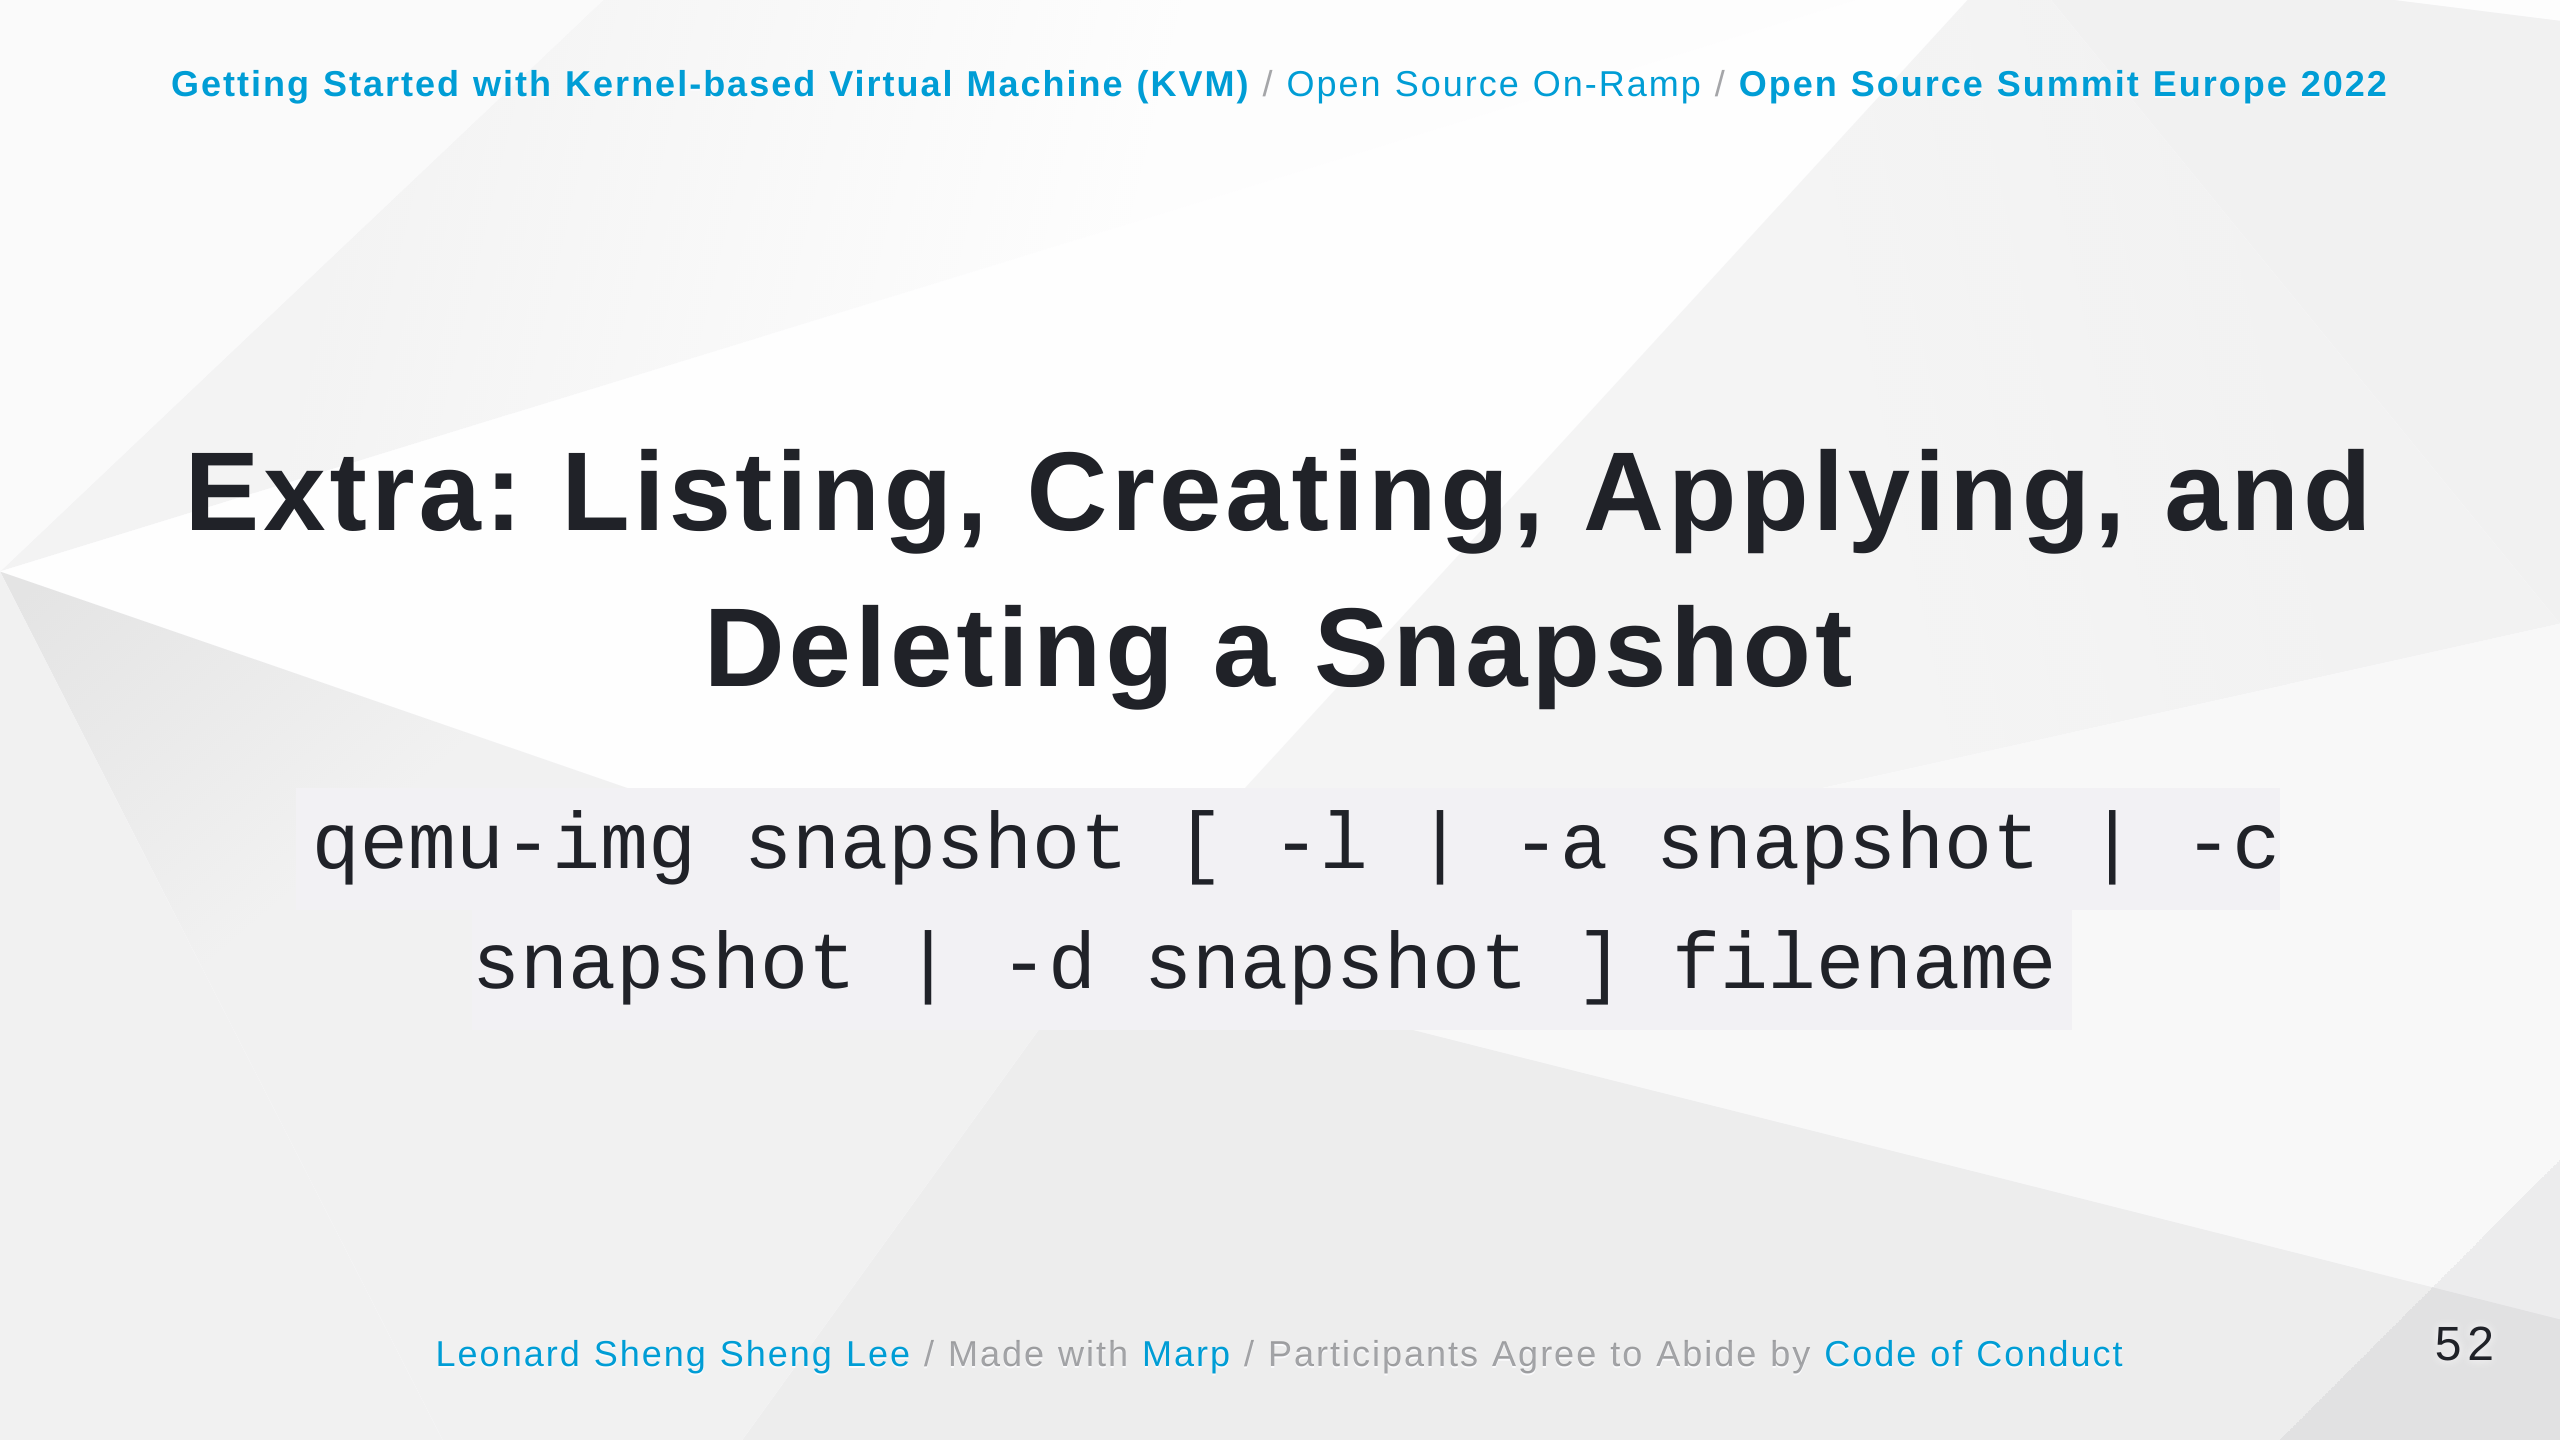 Getting Started with Kernel-based Virtual Machine (KVM) / Open Source On-Ramp / Open Source Summit Europe 2022
Extra: Listing, Creating, Applying, and
Deleting a Snapshot
qemu-img snapshot [ -l | -a snapshot | -c
snapshot | -d snapshot ] filename
Leonard Sheng Sheng Lee / Made with Marp / Participants Agree to Abide by Code of Conduct
52